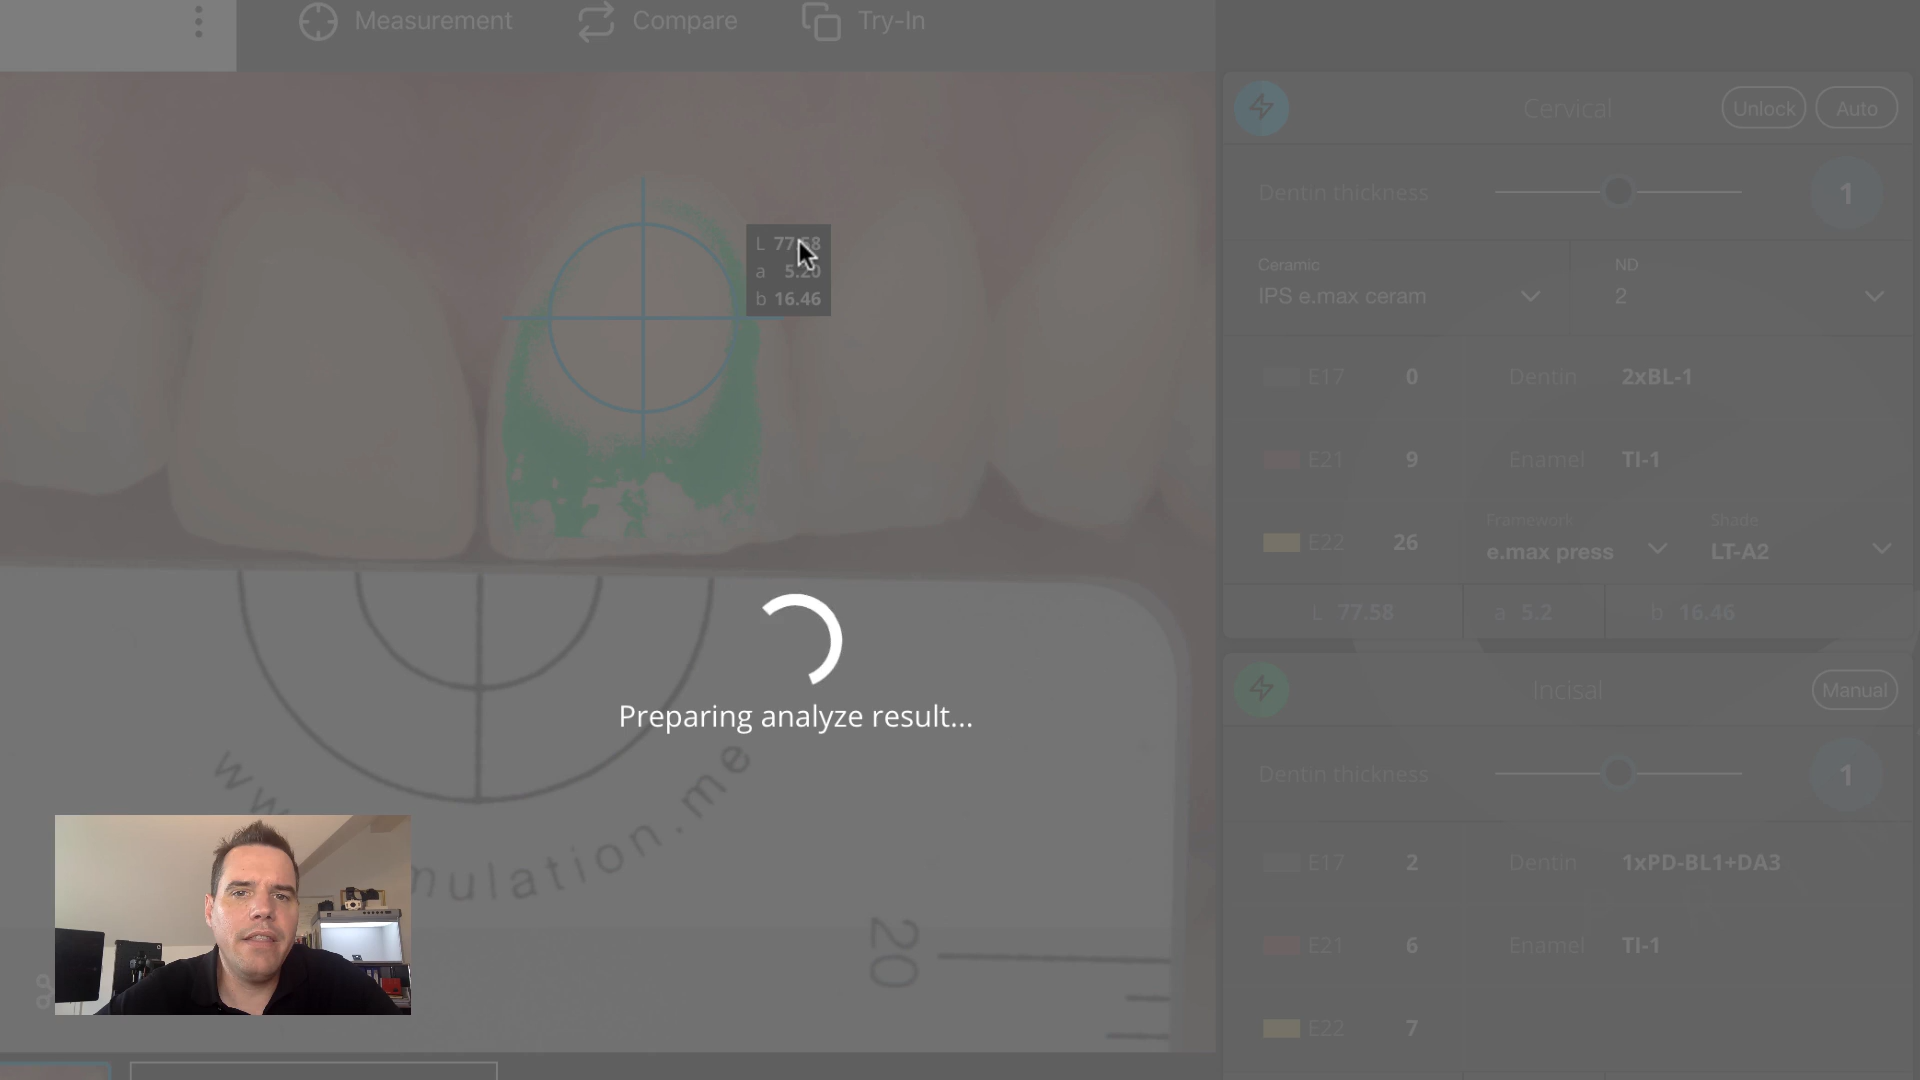 Measurement
Compare
Try-In
Cervical
Unlock
Auto
Dentin thickness
1
Ceramic
IPS e.max ceram
ND
2
E17 0 Dentin 2xBL-1
E21 9 Enamel TI-1
E22 26
Framework
e.max press
Shade
LT-A2
L 77.58
a 5.2
b 16.46
L 77.58
a 5.20
b 16.46
Preparing analyze result...
Incisal
Manual
Dentin thickness
1
E17 2 Dentin 1xPD-BL1+DA3
E21 6 Enamel TI-1
E22 7
20